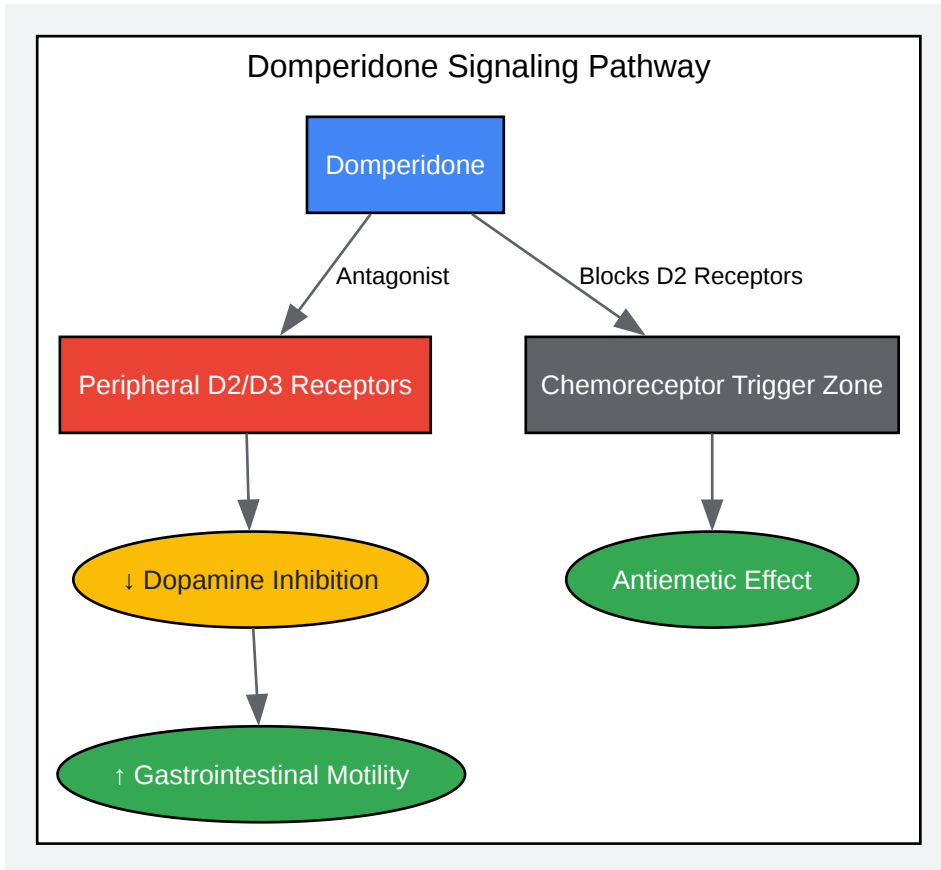 Domperidone Signaling Pathway
Domperidone
Antagonist
Blocks D2 Receptors
Peripheral D2/D3 Receptors
Chemoreceptor Trigger Zone
↓ Dopamine Inhibition
Antiemetic Effect
↑ Gastrointestinal Motility